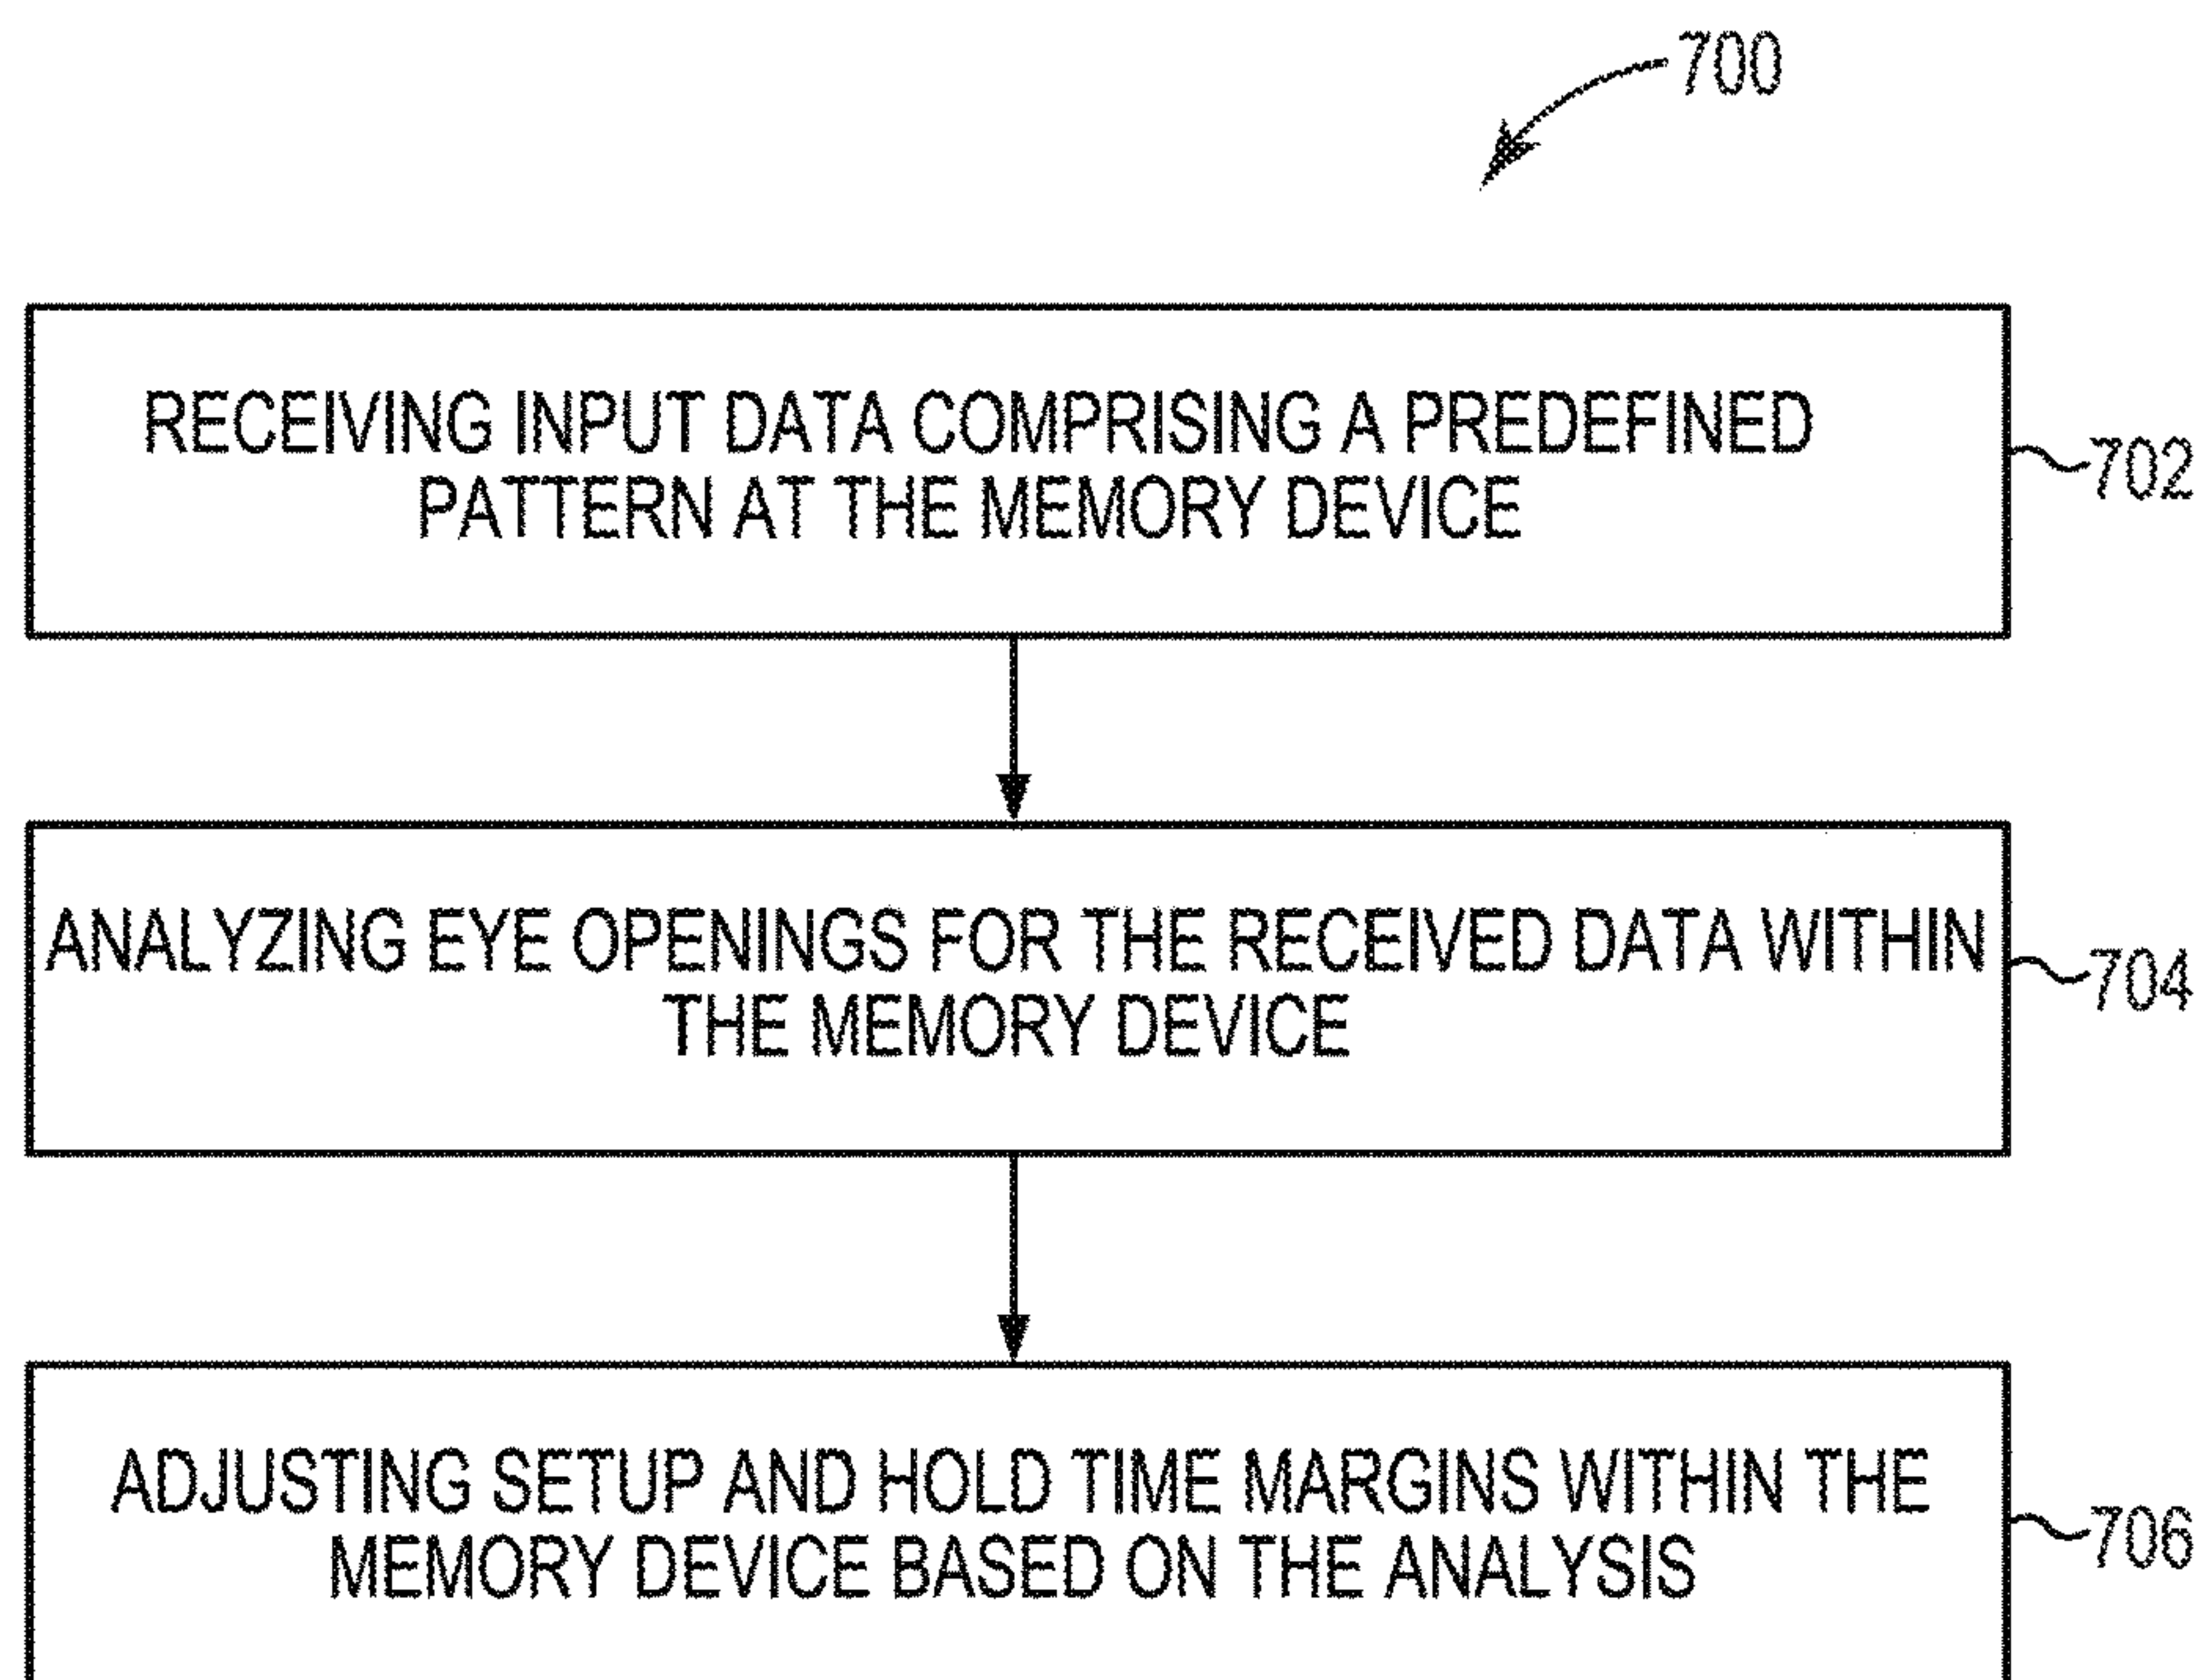 700
RECEIVING INPUT DATA COMPRISING A PREDEFINED
PATTERN AT THE MEMORY DEVICE
702
ANALYZING EYE OPENINGS FOR THE RECEIVED DATA WITHIN
THE MEMORY DEVICE
704
ADJUSTING SETUP AND HOLD TIME MARGINS WITHIN THE
MEMORY DEVICE BASED ON THE ANALYSIS
706